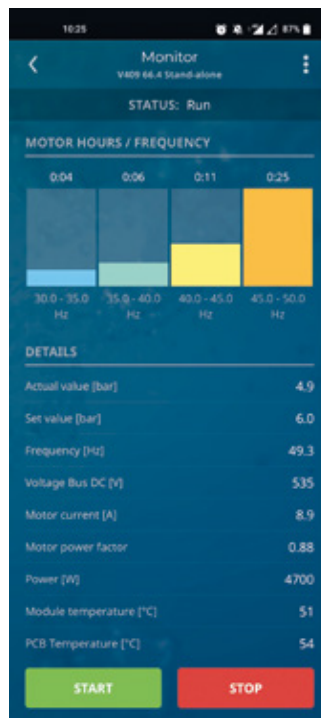 10:25 87%
Monitor
V409 66.4 Stand-alone
STATUS: Run
MOTOR HOURS / FREQUENCY
0:04 0:06 0:11 0:25
30.0 - 35.0 35.0 - 40.0 40.0 - 45.0 45.0 - 50.0
Hz Hz Hz Hz
DETAILS
Actual value [bar] 4.9
Set value [bar] 6.0
Frequency [Hz] 49.3
Voltage Bus DC [V] 535
Motor current [A] 8.9
Motor power factor 0.88
Power [W] 4700
Module temperature [°C] 51
PCB Temperature [°C] 54
START STOP